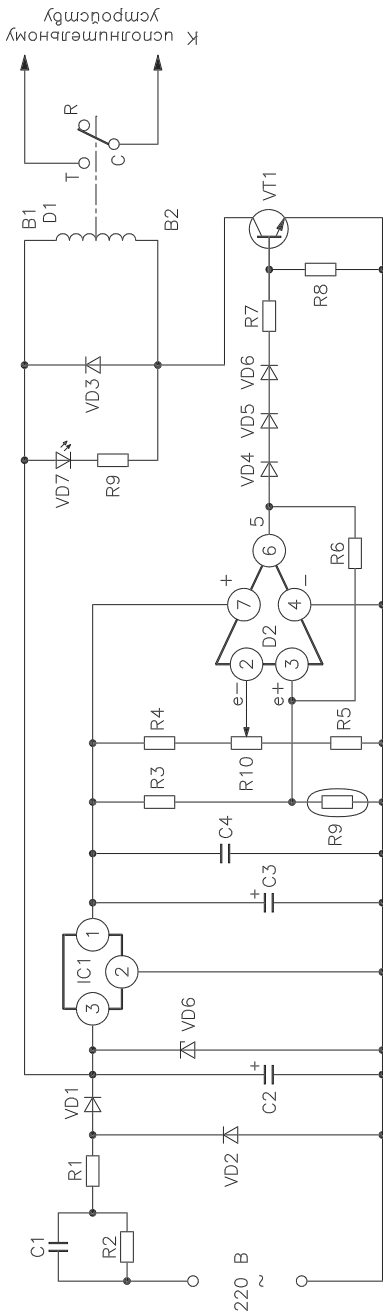 К исполнительному
устройству
T
R
C
B1
D1
B2
VD3
VD7
R9
VT1
R7
R8
VD6
VD5
VD4
5
6
R6
+
7
−
4
D2
2
3
e-
e+
R4
R10
R5
R3
R9
C4
C3
+
1
IC1
2
3
VD6
C2
+
VD1
VD2
R1
C1
R2
220 В
~